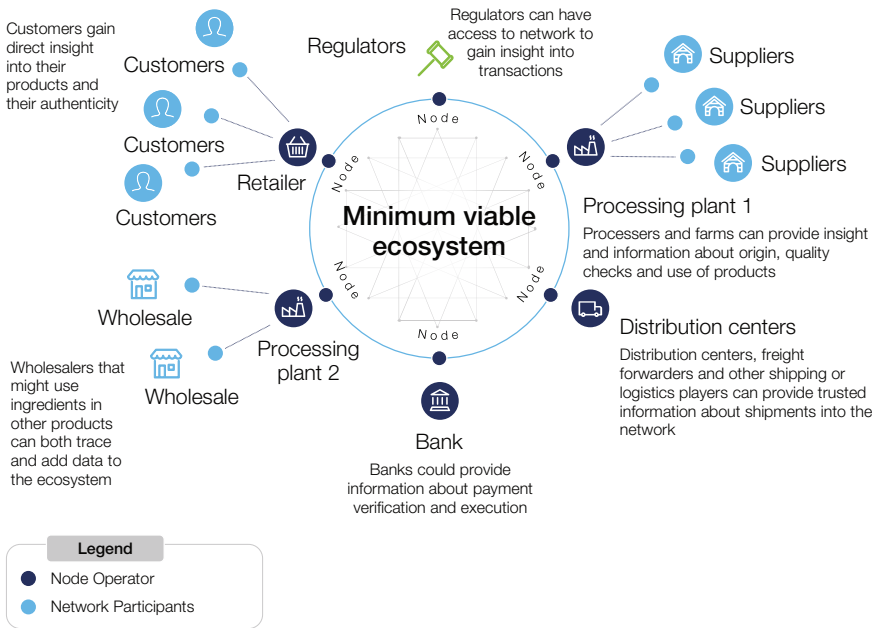 Customers gain
direct insight
into their
products and
their authenticity
Customers
Customers
Customers
Retailer
Regulators
Regulators can have
access to network to
gain insight into
transactions
Suppliers
Suppliers
Suppliers
Processing plant 1
Processers and farms can provide insight
and information about origin, quality
checks and use of products
Node
Node
Node
Minimum viable
ecosystem
Node
Node
Node
Wholesale
Wholesale
Processing
plant 2
Wholesalers that
might use
ingredients in
other products
can both trace
and add data to
the ecosystem
Distribution centers
Distribution centers, freight
forwarders and other shipping or
logistics players can provide trusted
information about shipments into the
network
Bank
Banks could provide
information about payment
verification and execution
Legend
Node Operator
Network Participants